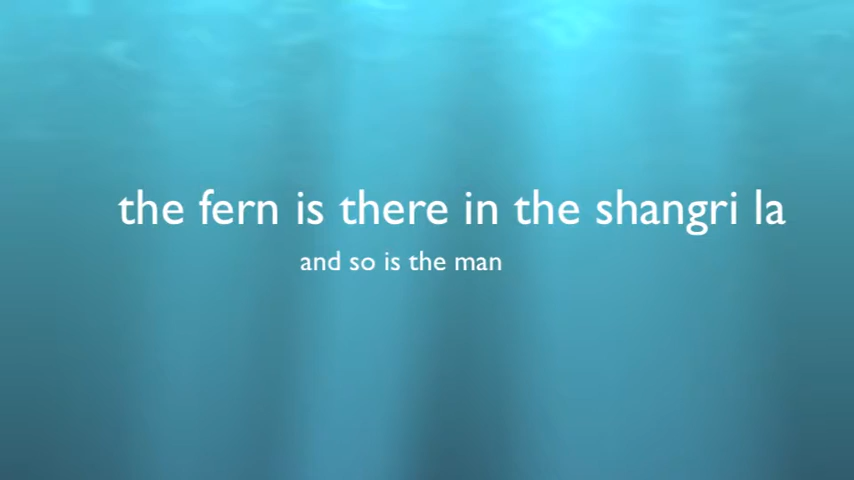 the fern is there in the shangri la
and so is the man